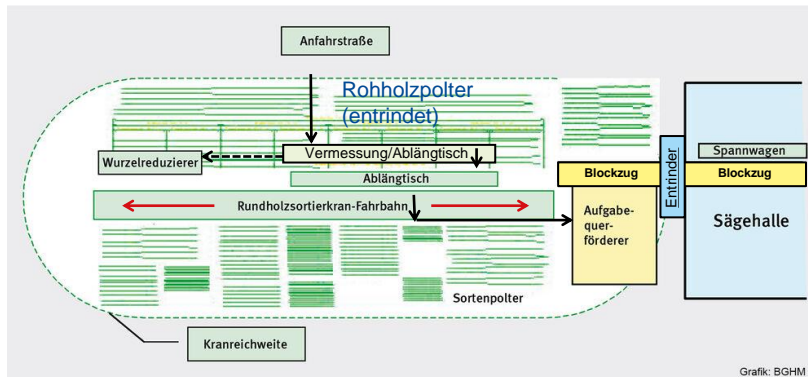 Anfahrstraße
Rohholzpolter
(entrindet)
Vermessung/Ablängtisch
Wurzelreduzierer
Ablängtisch
Rundholzsortierkran-Fahrbahn
Blockzug
Entrinder
Spannwagen
Blockzug
Aufgabe-
quer-
förderer
Sägehalle
Sortenpolter
Kranreichweite
Grafik: BGHM